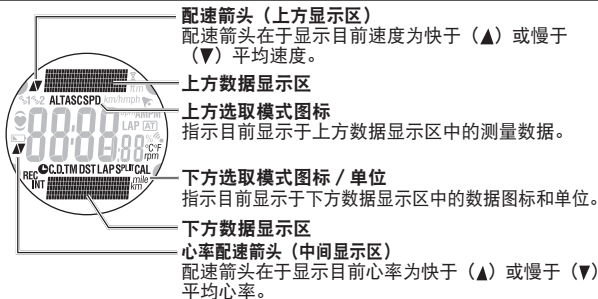 配速箭头（上方显示区）
配速箭头在于显示目前速度为快于（▲）或慢于
（▼）平均速度。
上方数据显示区
上方选取模式图标
指示目前显示于上方数据显示区中的测量数据。
下方选取模式图标 / 单位
指示目前显示于下方数据显示区中的数据图标和单位。
下方数据显示区
心率配速箭头（中间显示区）
配速箭头在于显示目前心率为快于（▲）或慢于（▼）
平均心率。
ftm
%1%2 ALTASCSPD km/hmph
AMPM
LAP AT
°C°F
rpm
REC C.D.TM DST LAP SPLIT CAL
INT
mile
km